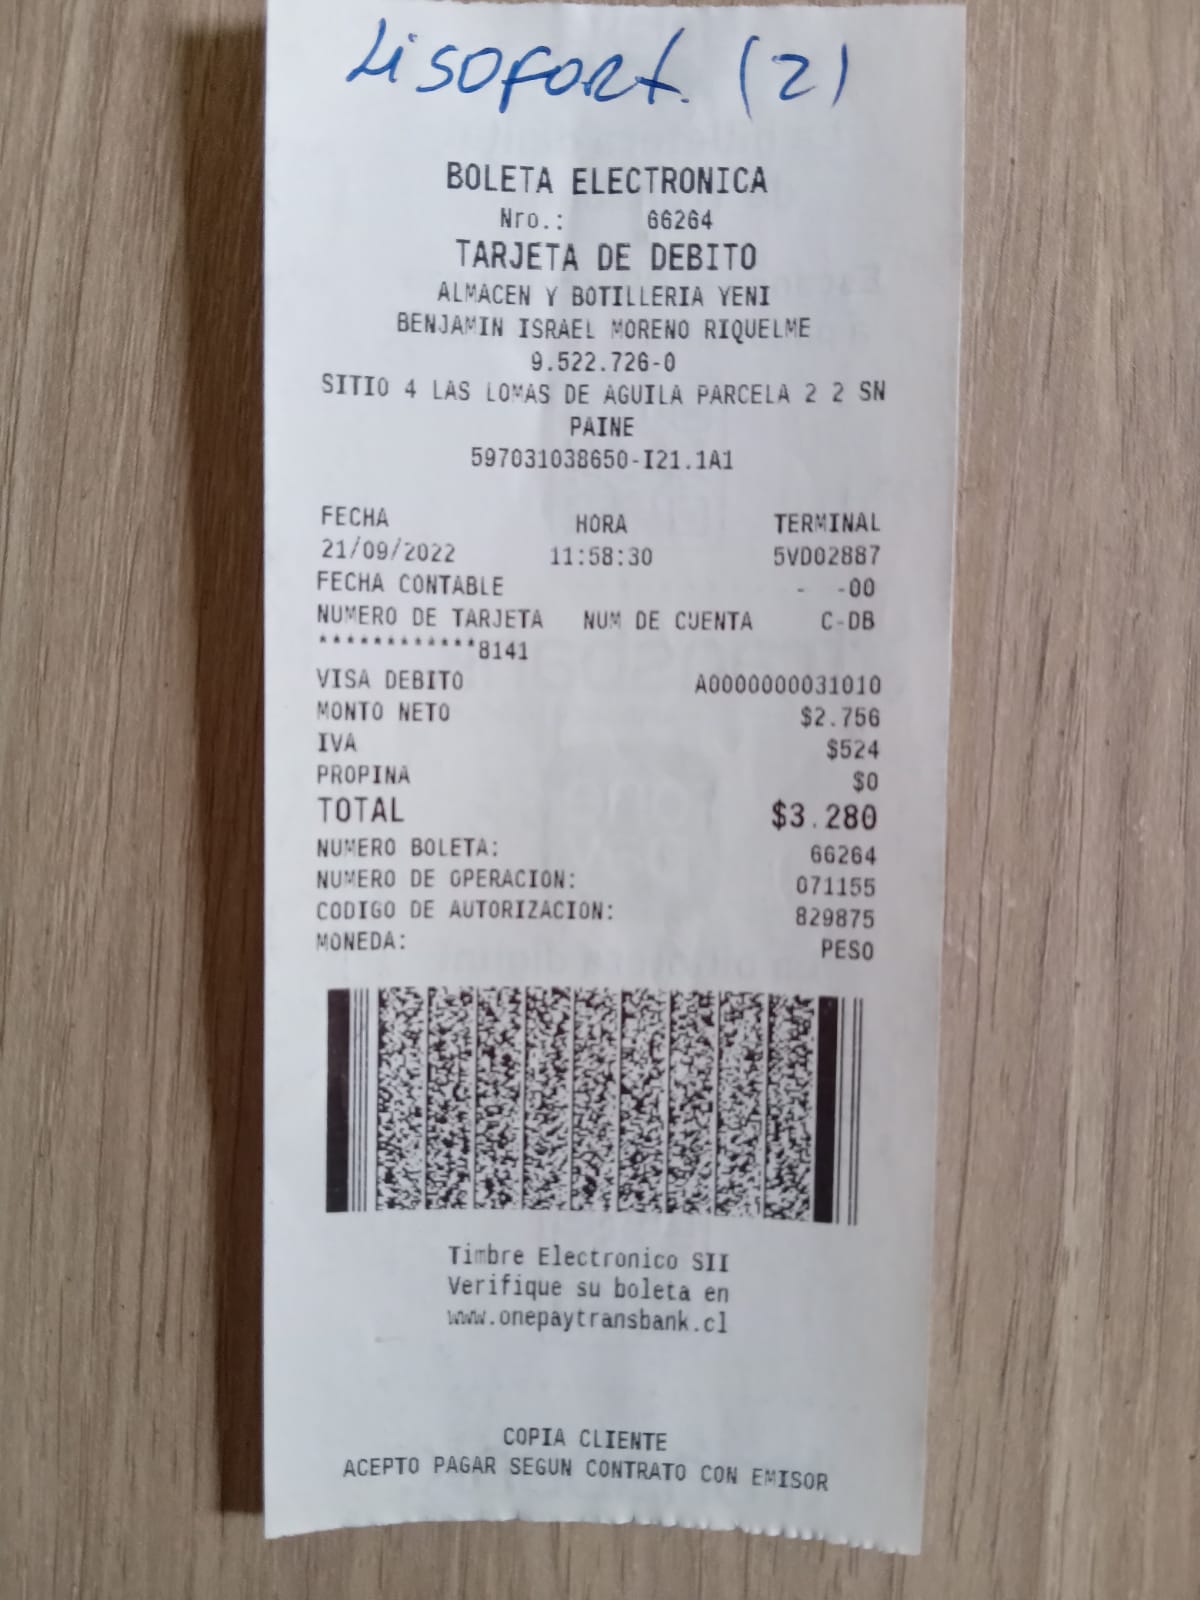 Lisofort. (2)
BOLETA ELECTRONICA
Nro.: 66264
TARJETA DE DEBITO
ALMACEN Y BOTILLERIA YENI
BENJAMIN ISRAEL MORENO RIQUELME
9.522.726-0
SITIO 4 LAS LOMAS DE AGUILA PARCELA 2 2 SN
PAINE
597031038650-I21.1A1
FECHA HORA TERMINAL
21/09/2022 11:58:30 5VD02887
FECHA CONTABLE - -00
NUMERO DE TARJETA NUM DE CUENTA C-DB
************8141
VISA DEBITO A0000000031010
MONTO NETO $2.756
IVA $524
PROPINA $0
TOTAL $3.280
NUMERO BOLETA: 66264
NUMERO DE OPERACION: 071155
CODIGO DE AUTORIZACION: 829875
MONEDA: PESO
Timbre Electronico SII
Verifique su boleta en
www.onepaytransbank.cl
COPIA CLIENTE
ACEPTO PAGAR SEGUN CONTRATO CON EMISOR